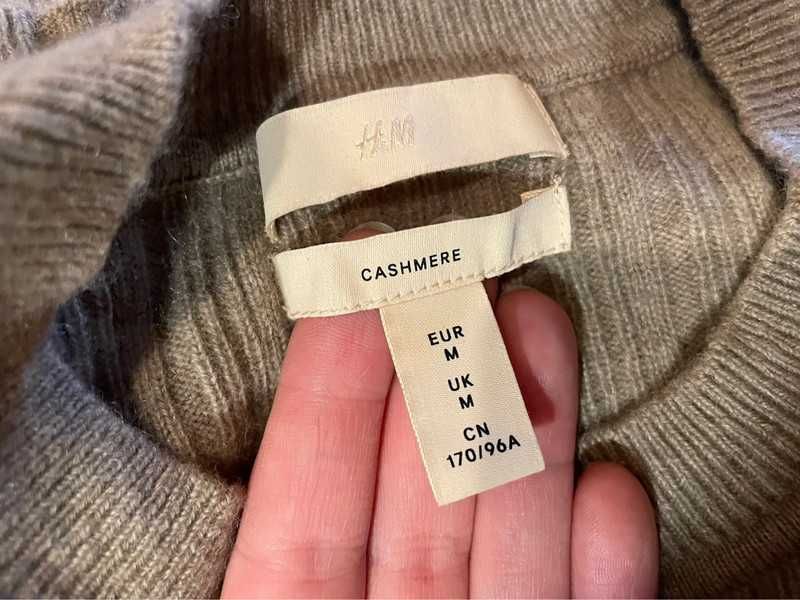 H&M
CASHMERE
EUR
M
UK
M
CN
170/96A